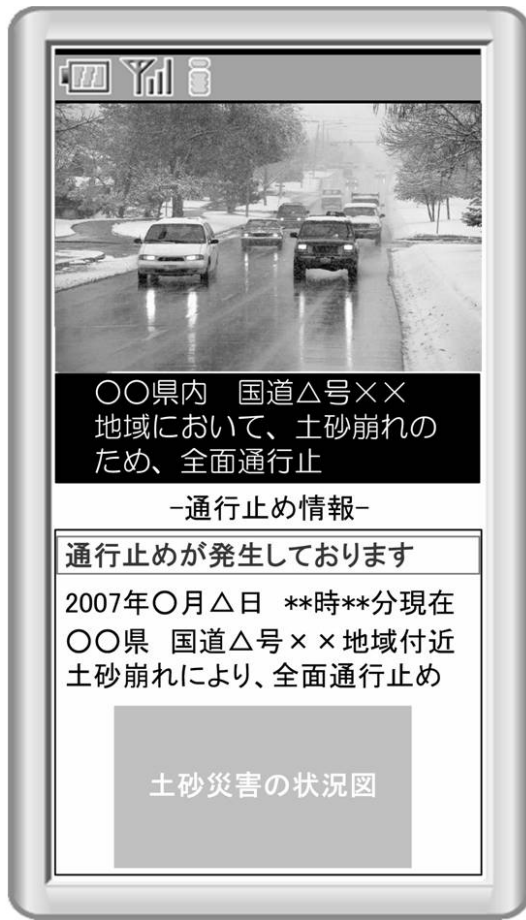 〇〇県内　国道△号××
地域において、土砂崩れの
ため、全面通行止
-通行止め情報-
通行止めが発生しております
2007年〇月△日　**時**分現在
〇〇県　国道△号××地域付近
土砂崩れにより、全面通行止め
土砂災害の状況図